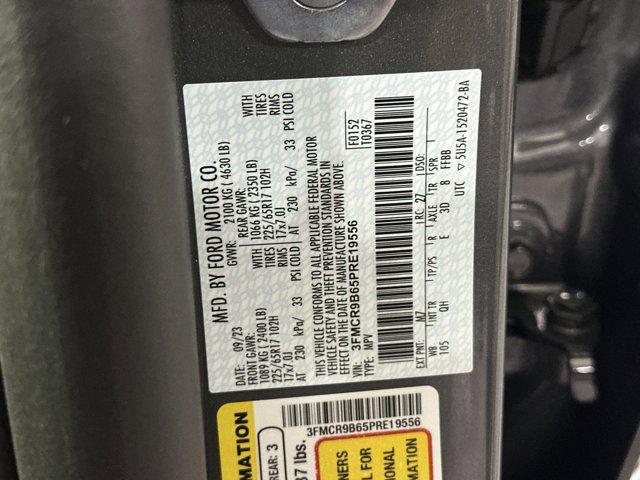 MFD. BY FORD MOTOR CO.
DATE: 09/23
GVWR: 2100 KG ( 4630 LB)
FRONT GAWR:
1089 KG ( 2400 LB)
225/65R17 102H
17x7.0J
AT 230 kPa/ 33 PSI COLD
REAR GAWR:
1066 KG ( 2350 LB) WITH
225/65R17 102H TIRES
17x7.0J RIMS
AT 230 kPa/ 33 PSI COLD
WITH
TIRES
RIMS
THIS VEHICLE CONFORMS TO ALL APPLICABLE FEDERAL MOTOR
VEHICLE SAFETY AND THEFT PREVENTION STANDARDS IN
EFFECT ON THE DATE OF MANUFACTURE SHOWN ABOVE.
VIN: 3FMCR9B65PRE19556
TYPE: MPV
F0152
T0367
EXT PNT: M7 RC: 27 DSO:
WB INT TR TP/PS R AXLE TR SPR
105 QH E 3D 8 FFBB
UTC 5U5A-1520472-BA
3FMCR9B65PRE19556
REAR: 3